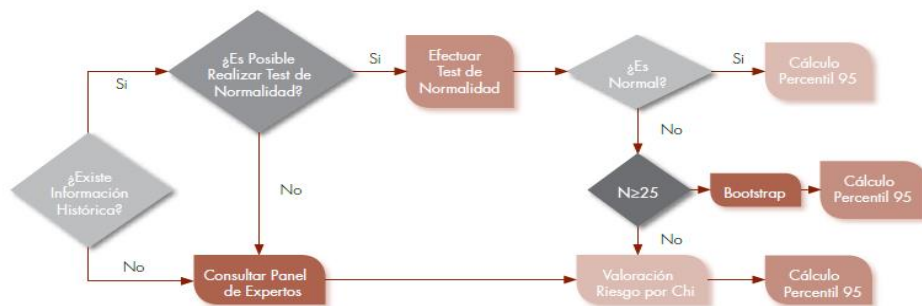 ¿Es Posible
Realizar Test de
Normalidad?
Si
Efectuar
Test de
Normalidad
¿Es
Normal?
Si
Cálculo
Percentil 95
Si
No
¿Existe
Información
Histórica?
No
N≥25
Bootstrap
Cálculo
Percentil 95
No
No
Consultar Panel
de Expertos
Valoración
Riesgo por Chi
Cálculo
Percentil 95